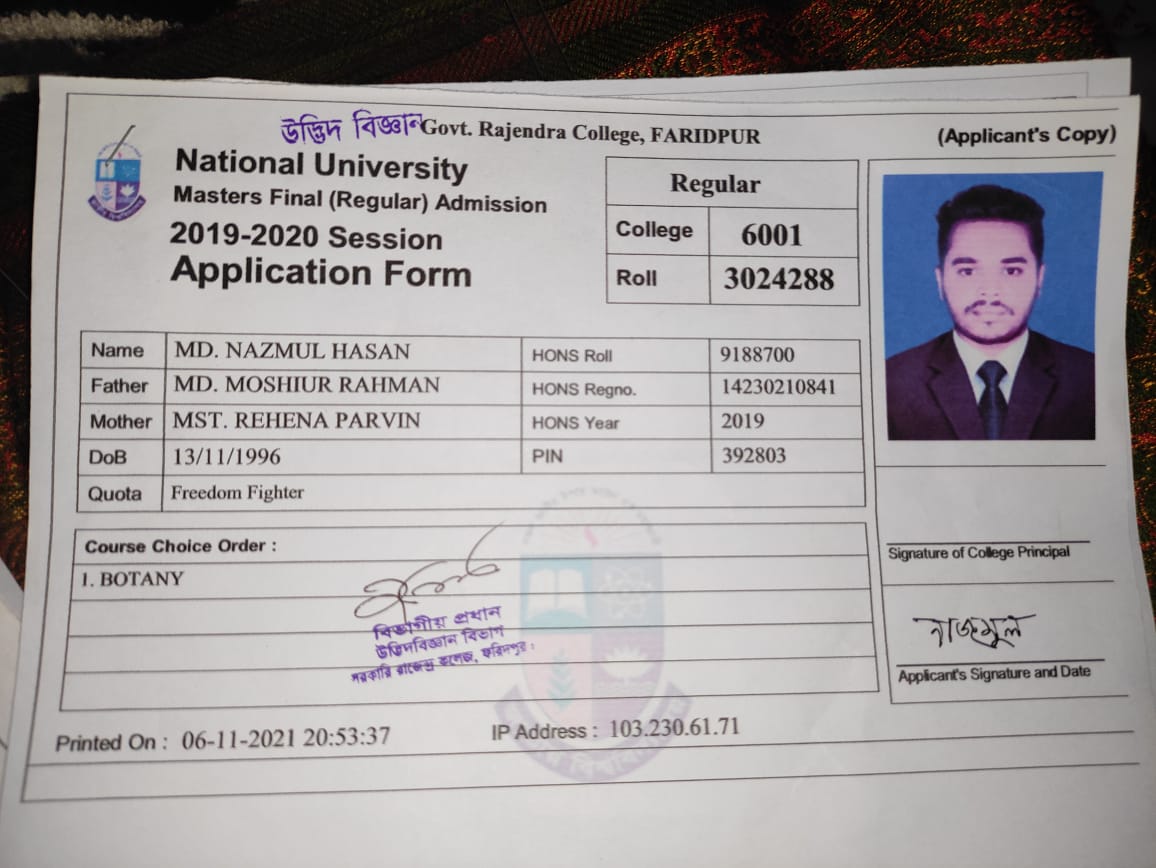 উদ্ভিদ বিজ্ঞান Govt. Rajendra College, FARIDPUR (Applicant's Copy)
National University
Masters Final (Regular) Admission
2019-2020 Session
Application Form
Regular
College 6001
Roll 3024288
Name MD. NAZMUL HASAN HONS Roll 9188700
Father MD. MOSHIUR RAHMAN HONS Regno. 14230210841
Mother MST. REHENA PARVIN HONS Year 2019
DoB 13/11/1996 PIN 392803
Quota Freedom Fighter
Course Choice Order :
1. BOTANY
বিভাগীয় প্রধান
উদ্ভিদবিজ্ঞান বিভাগ
সরকারি রাজেন্দ্র কলেজ, ফরিদপুর।
Signature of College Principal
নাজমুল
Applicant's Signature and Date
Printed On : 06-11-2021 20:53:37 IP Address : 103.230.61.71